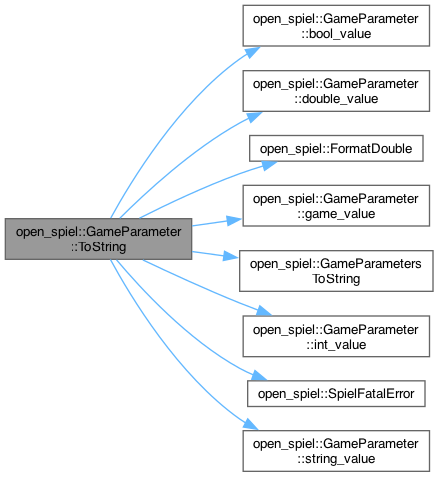 open_spiel::GameParameter
::ToString
open_spiel::GameParameter
::bool_value
open_spiel::GameParameter
::double_value
open_spiel::FormatDouble
open_spiel::GameParameter
::game_value
open_spiel::GameParameters
ToString
open_spiel::GameParameter
::int_value
open_spiel::SpielFatalError
open_spiel::GameParameter
::string_value